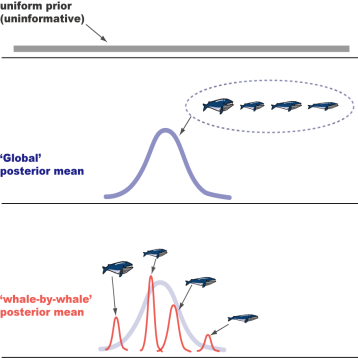 uniform prior
(uninformative)
‘Global’
posterior mean
‘whale-by-whale’
posterior mean